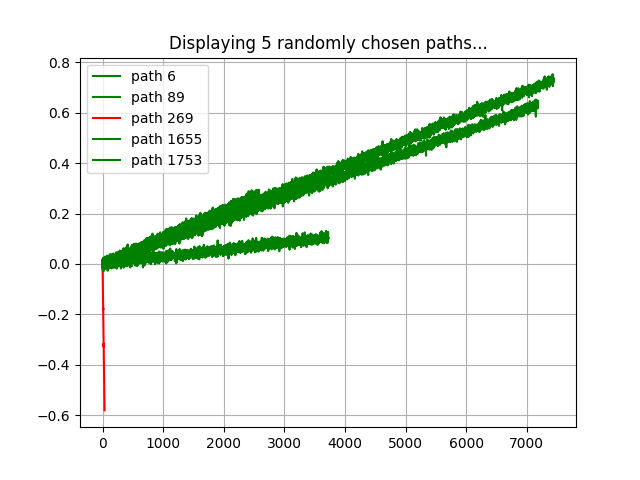 Displaying 5 randomly chosen paths...
0.8
0.6
0.4
0.2
0.0
−0.2
−0.4
−0.6
path 6
path 89
path 269
path 1655
path 1753
0 1000 2000 3000 4000 5000 6000 7000